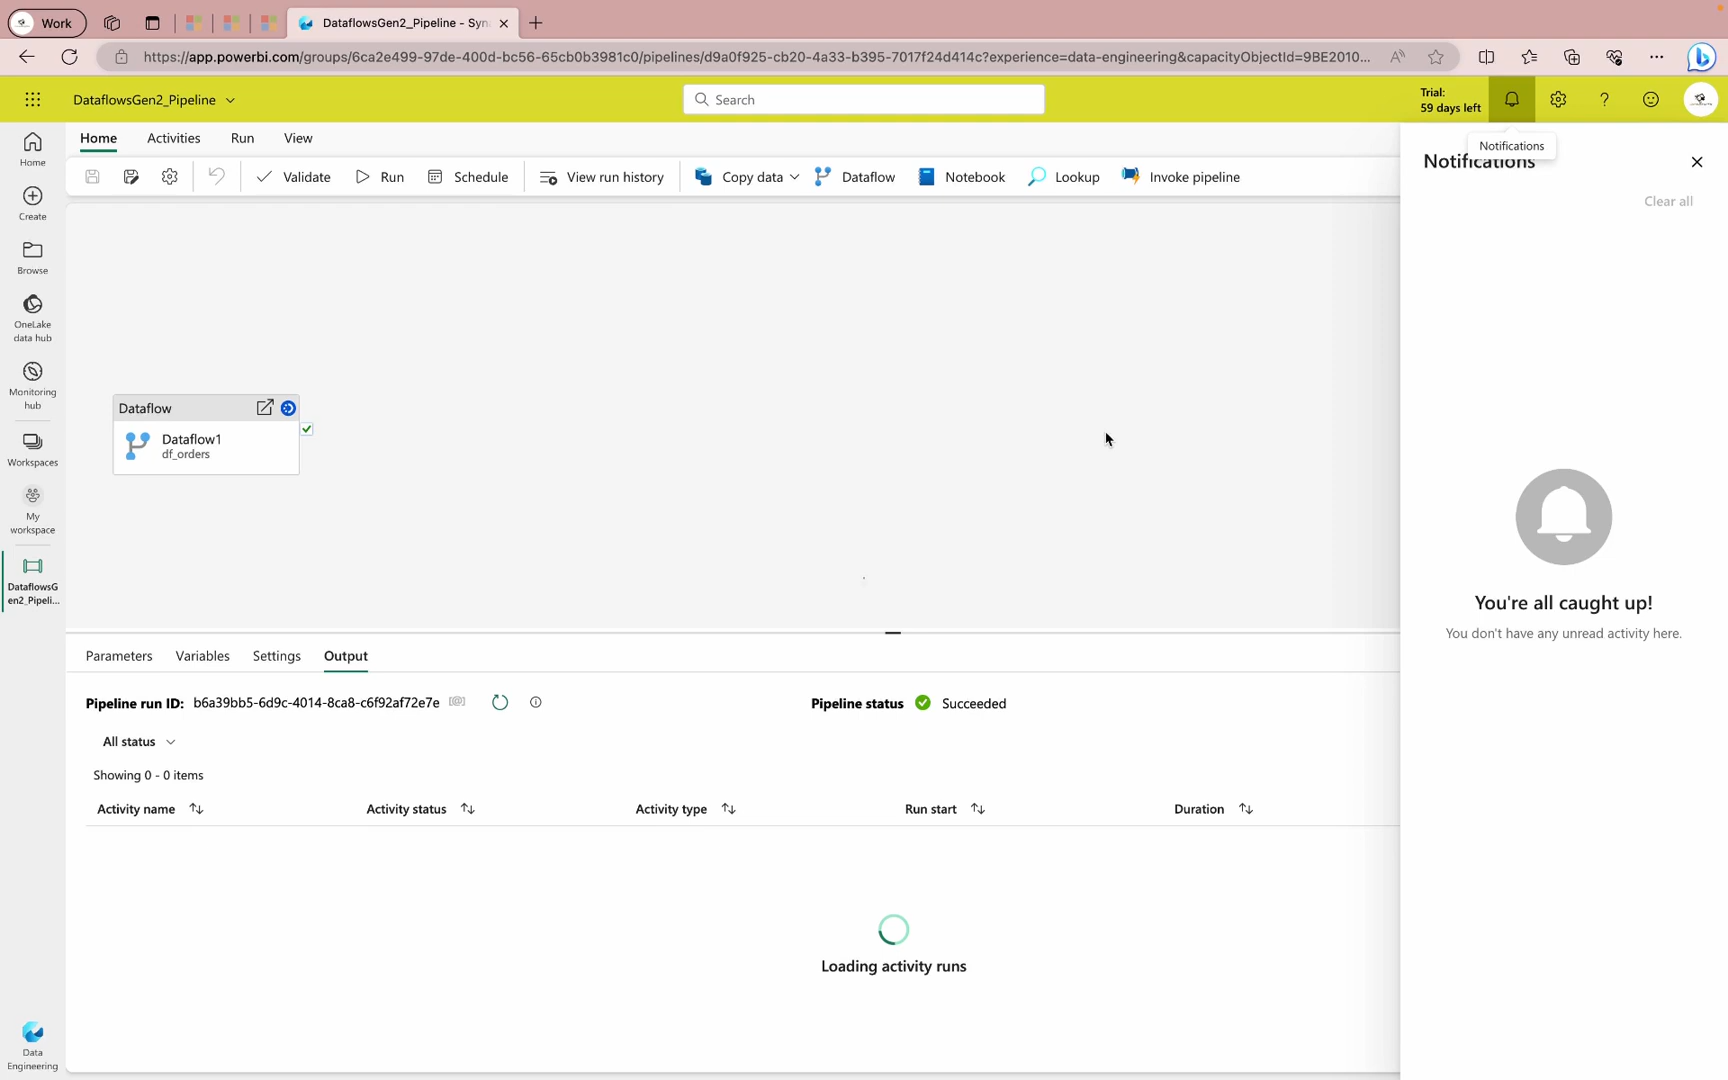 Work
DataflowsGen2_Pipeline - Syn
https://app.powerbi.com/groups/6ca2e499-97de-400d-bc56-65cb0b3981c0/pipelines/d9a0f925-cb20-4a33-b395-7017f24d414c?experience=data-engineering&capacityObjectId=9BE2010...
DataflowsGen2_Pipeline
Search
Trial:
59 days left
Home
Activities
Run
View
Notifications
Notifications
Validate
Run
Schedule
View run history
Copy data
Dataflow
Notebook
Lookup
Invoke pipeline
Clear all
Home
Create
Browse
OneLake
data hub
Monitoring
hub
Workspaces
My
workspace
DataflowsG
en2_Pipeli...
Data
Engineering
Dataflow
Dataflow1
df_orders
You're all caught up!
You don't have any unread activity here.
Parameters
Variables
Settings
Output
Pipeline run ID: b6a39bb5-6d9c-4014-8ca8-c6f92af72e7e
Pipeline status Succeeded
All status
Showing 0 - 0 items
Activity name
Activity status
Activity type
Run start
Duration
Loading activity runs